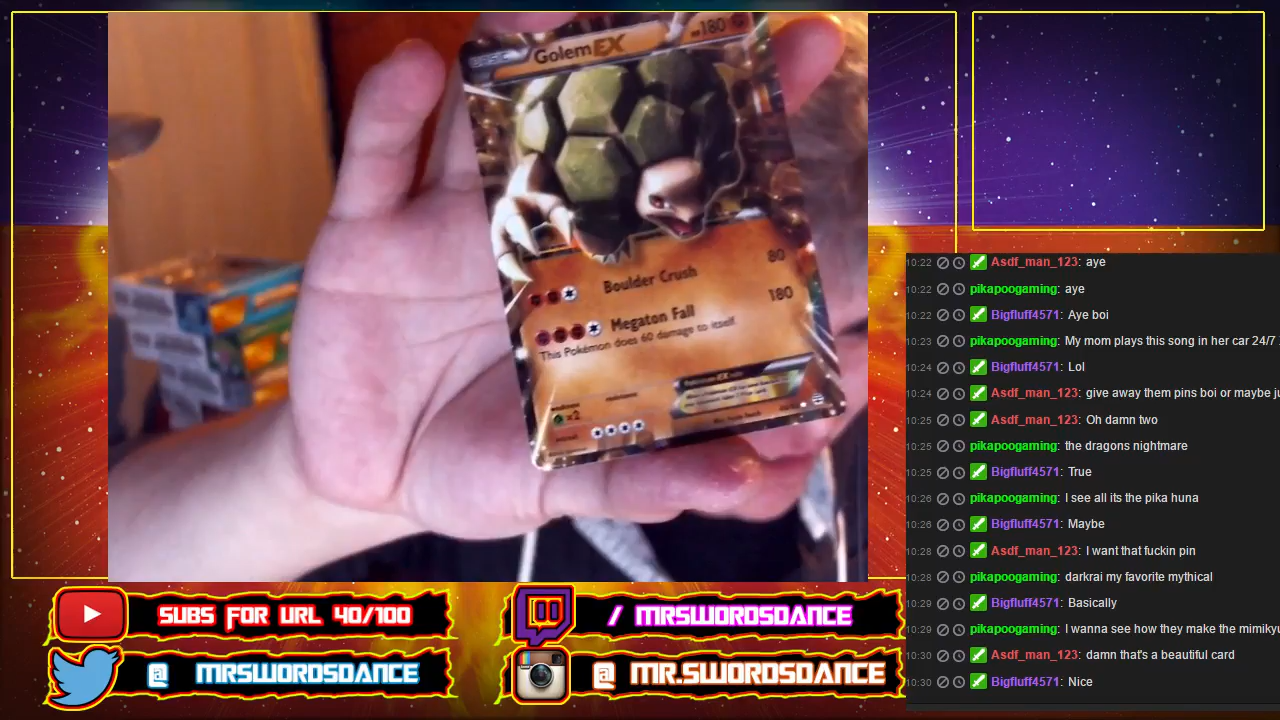 BASIC Golem EX HP 180
Boulder Crush 80
Megaton Fall 180
This Pokémon does 60 damage to itself.
weakness resistance
x2
10:22 Asdf_man_123: aye
10:22 pikapoogaming: aye
10:22 Bigfluff4571: Aye boi
10:23 pikapoogaming: My mom plays this song in her car 24/7
10:24 Bigfluff4571: Lol
10:24 Asdf_man_123: give away them pins boi or maybe ju
10:25 Asdf_man_123: Oh damn two
10:25 pikapoogaming: the dragons nightmare
10:25 Bigfluff4571: True
10:26 pikapoogaming: I see all its the pika huna
10:26 Bigfluff4571: Maybe
10:28 Asdf_man_123: I want that fuckin pin
10:28 pikapoogaming: darkrai my favorite mythical
10:29 Bigfluff4571: Basically
10:29 pikapoogaming: I wanna see how they make the mimikyu
10:30 Asdf_man_123: damn that's a beautiful card
10:30 Bigfluff4571: Nice
SUBS FOR URL 40/100
/ MRSWORDSDANCE
@ MRSWORDSDANCE
@ MR.SWORDSDANCE